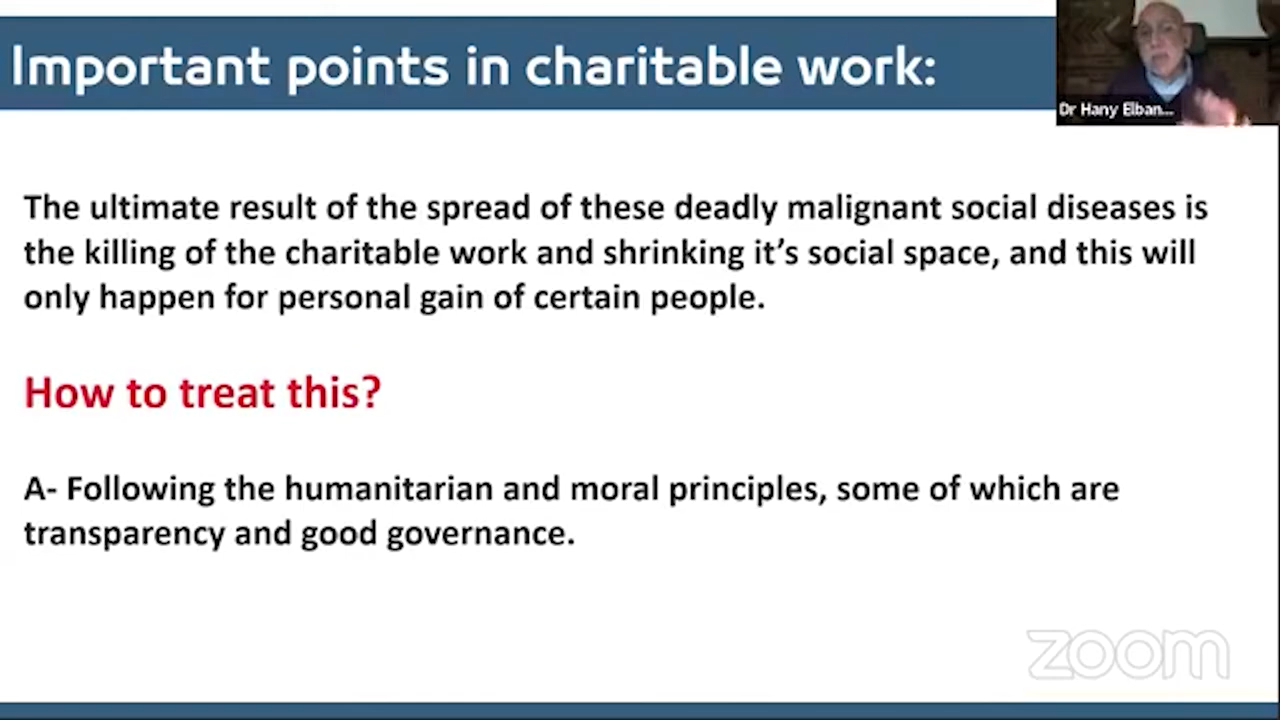 Important points in charitable work:
Dr Hany Elban...
The ultimate result of the spread of these deadly malignant social diseases is
the killing of the charitable work and shrinking it’s social space, and this will
only happen for personal gain of certain people.
How to treat this?
A- Following the humanitarian and moral principles, some of which are
transparency and good governance.
zoom